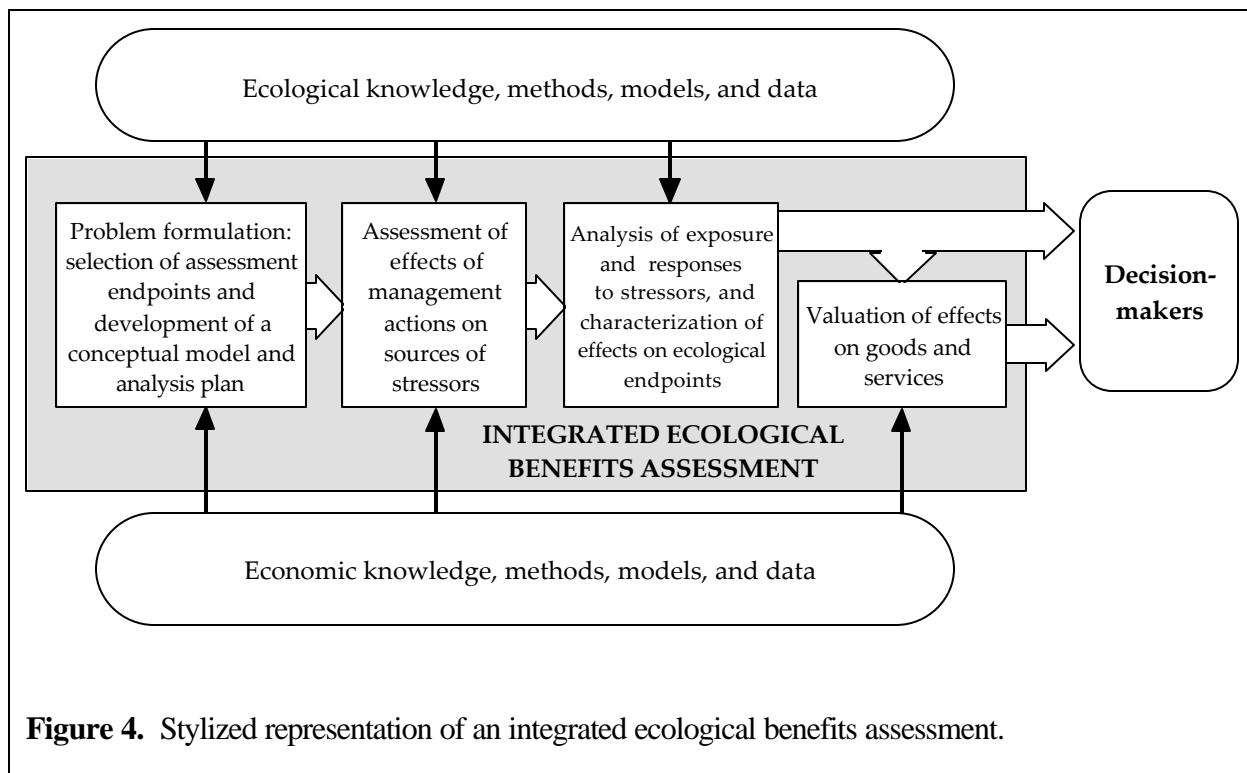 Ecological knowledge, methods, models, and data
Problem formulation:
selection of assessment
endpoints and
development of a
conceptual model and
analysis plan
Assessment of
effects of
management
actions on
sources of
stressors
Analysis of exposure
and responses
to stressors, and
characterization of
effects on ecological
endpoints
Valuation of effects
on goods and
services
Decision-
makers
INTEGRATED ECOLOGICAL
BENEFITS ASSESSMENT
Economic knowledge, methods, models, and data
Figure 4. Stylized representation of an integrated ecological benefits assessment.